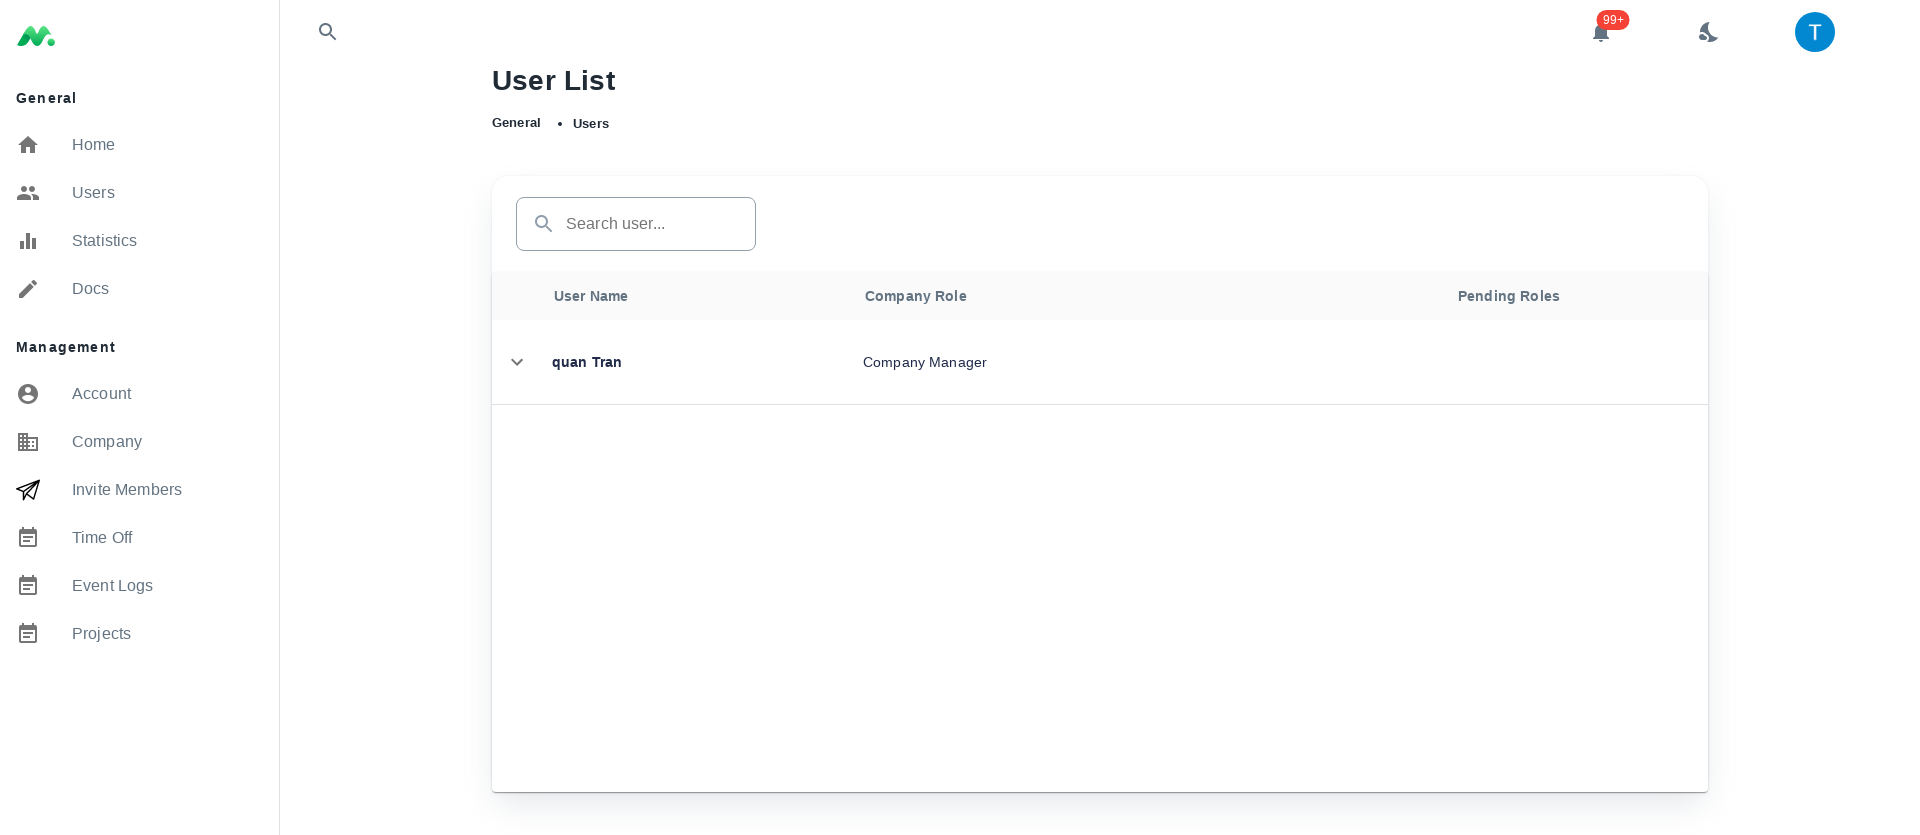 General
Home
Users
Statistics
Docs
Management
Account
Company
Invite Members
Time Off
Event Logs
Projects
99+
T
User List
General • Users
Search user...
User Name Company Role Pending Roles
quan Tran Company Manager